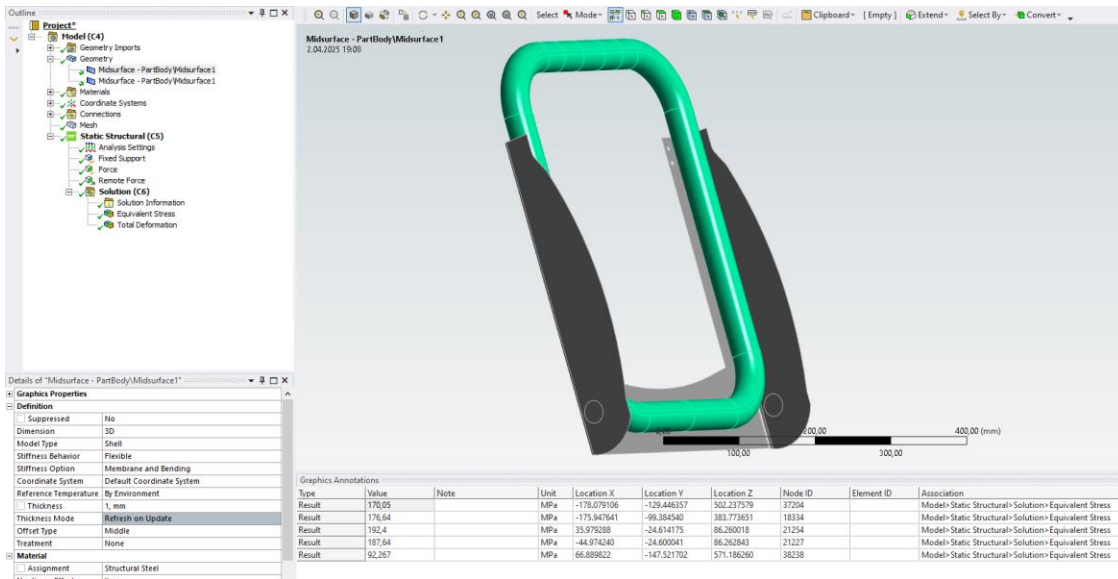 Outline
Project*
Model (C4)
Geometry Imports
Geometry
Midsurface - PartBody\Midsurface1
Midsurface - PartBody\Midsurface1
Materials
Coordinate Systems
Connections
Mesh
Static Structural (C5)
Analysis Settings
Fixed Support
Force
Remote Force
Solution (C6)
Solution Information
Equivalent Stress
Total Deformation
Select Mode Clipboard [ Empty ] Extend Select By Convert
Midsurface - PartBody\Midsurface1
2.04.2025 19:08
0,00 200,00 400,00 (mm)
100,00 300,00
Details of "Midsurface - PartBody\Midsurface1"
Graphics Properties
Definition
Suppressed No
Dimension 3D
Model Type Shell
Stiffness Behavior Flexible
Stiffness Option Membrane and Bending
Coordinate System Default Coordinate System
Reference Temperature By Environment
Thickness 1, mm
Thickness Mode Refresh on Update
Offset Type Middle
Treatment None
Material
Assignment Structural Steel
Graphics Annotations
Type Value Note Unit Location X Location Y Location Z Node ID Element ID Association
Result 170,05 MPa -178.079106 -129.446357 502.237579 37204 Model>Static Structural>Solution>Equivalent Stress
Result 176,64 MPa -175.947641 -99.384540 383.773651 18334 Model>Static Structural>Solution>Equivalent Stress
Result 192,4 MPa 35.979288 -24.614175 86.260018 21254 Model>Static Structural>Solution>Equivalent Stress
Result 187,64 MPa -44.974240 -24.600041 86.262843 21227 Model>Static Structural>Solution>Equivalent Stress
Result 92,267 MPa 66.889822 -147.521702 571.186260 38238 Model>Static Structural>Solution>Equivalent Stress